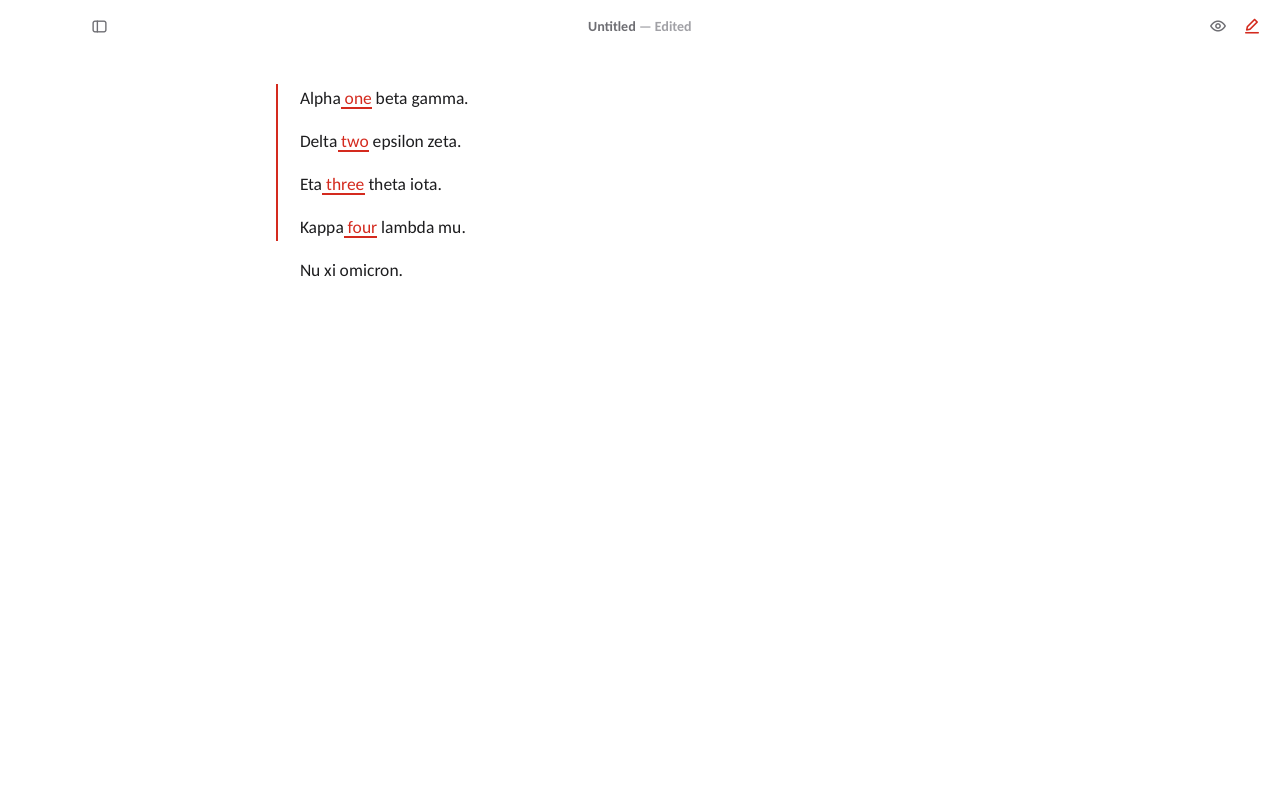 Untitled — Edited
Alpha one beta gamma.
Delta two epsilon zeta.
Eta three theta iota.
Kappa four lambda mu.
Nu xi omicron.